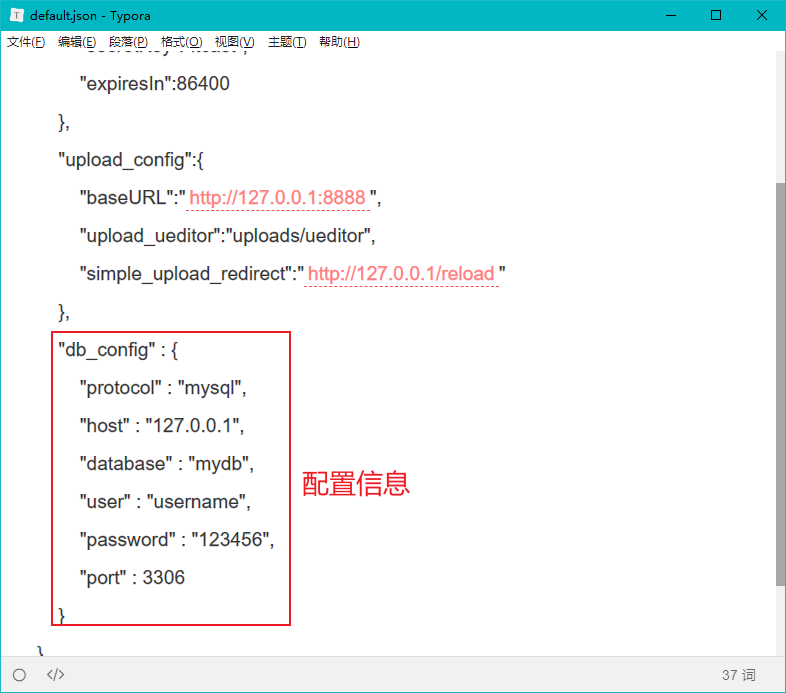 default.json - Typora
文件(F) 编辑(E) 段落(P) 格式(O) 视图(V) 主题(T) 帮助(H)
"expiresIn":86400
},
"upload_config":{
"baseURL":"http://127.0.0.1:8888",
"upload_ueditor":"uploads/ueditor",
"simple_upload_redirect":"http://127.0.0.1/reload"
},
"db_config" : {
"protocol" : "mysql",
"host" : "127.0.0.1",
"database" : "mydb",
"user" : "username",
"password" : "123456",
"port" : 3306
}
配置信息
}
</> 37 词